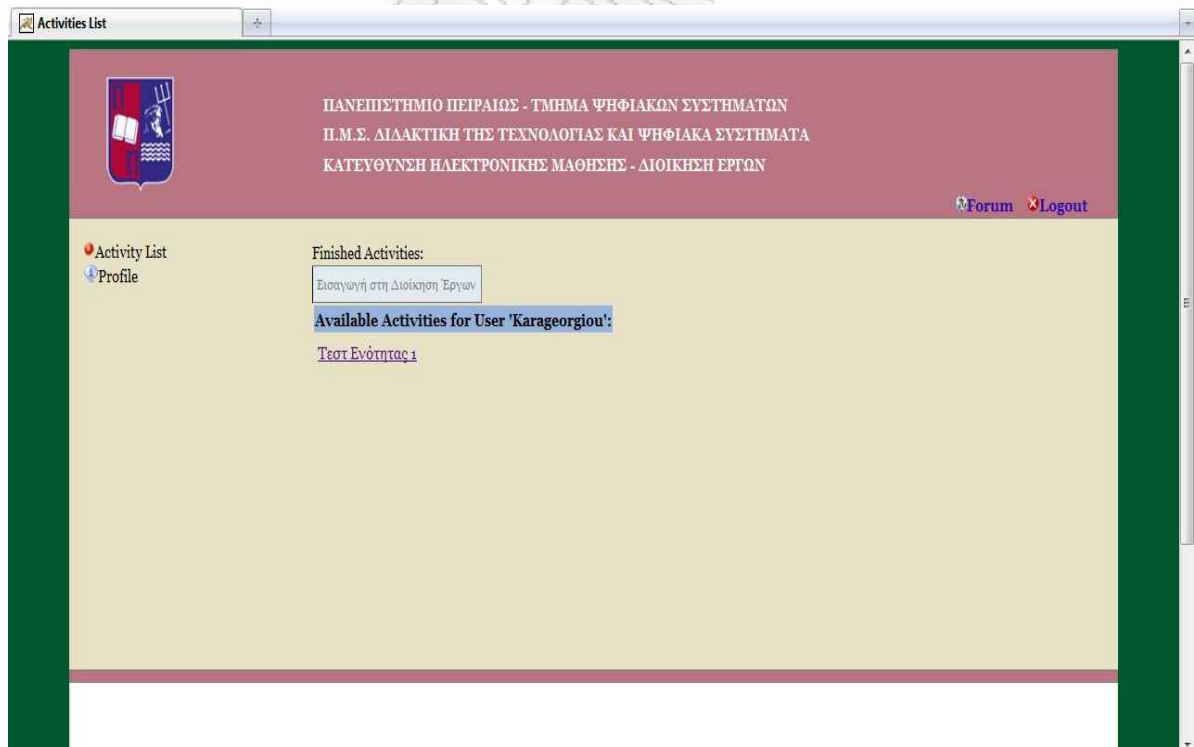 Activities List
ΠΑΝΕΠΙΣΤΗΜΙΟ ΠΕΙΡΑΙΩΣ - ΤΜΗΜΑ ΨΗΦΙΑΚΩΝ ΣΥΣΤΗΜΑΤΩΝ
Π.Μ.Σ. ΔΙΔΑΚΤΙΚΗ ΤΗΣ ΤΕΧΝΟΛΟΓΙΑΣ ΚΑΙ ΨΗΦΙΑΚΑ ΣΥΣΤΗΜΑΤΑ
ΚΑΤΕΥΘΥΝΣΗ ΗΛΕΚΤΡΟΝΙΚΗΣ ΜΑΘΗΣΗΣ - ΔΙΟΙΚΗΣΗ ΕΡΓΩΝ
Forum Logout
Activity List
Profile
Finished Activities:
Εισαγωγή στη Διοίκηση Έργων
Available Activities for User 'Karageorgiou':
Τεστ Ενότητας 1